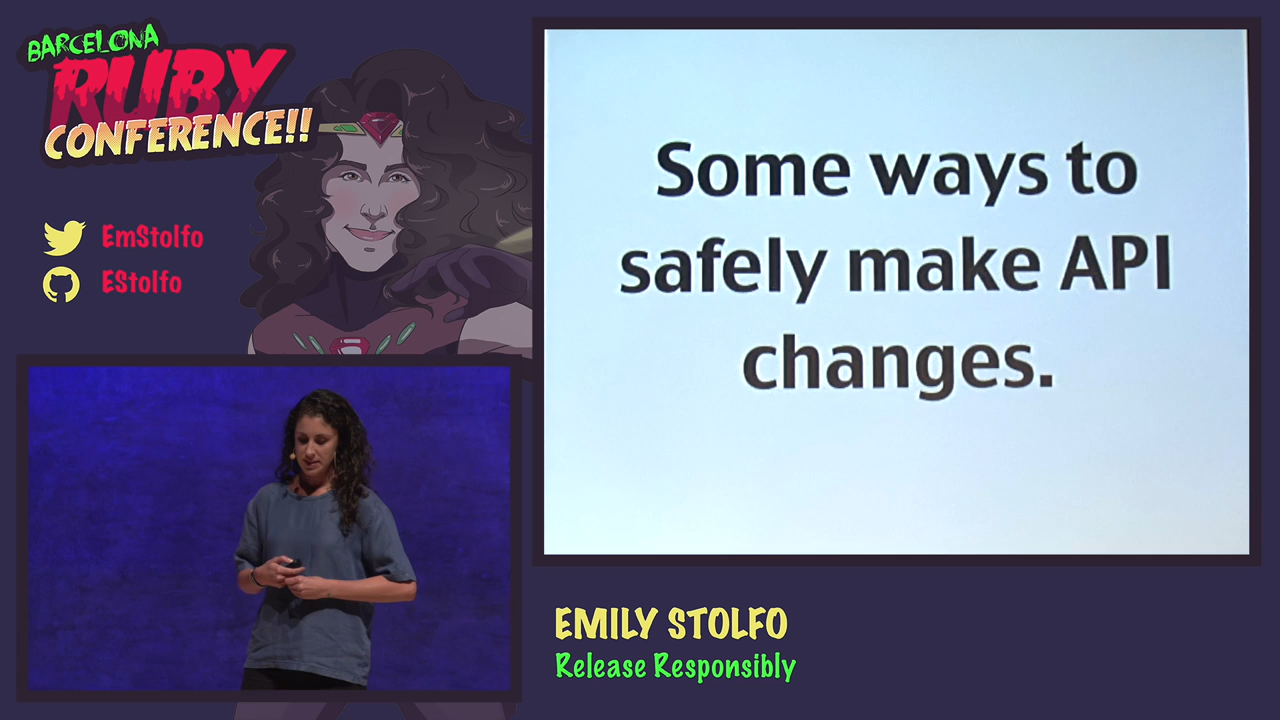 BARCELONA
RUBY
CONFERENCE!!
EmStolfo
EStolfo
Some ways to
safely make API
changes.
EMILY STOLFO
Release Responsibly